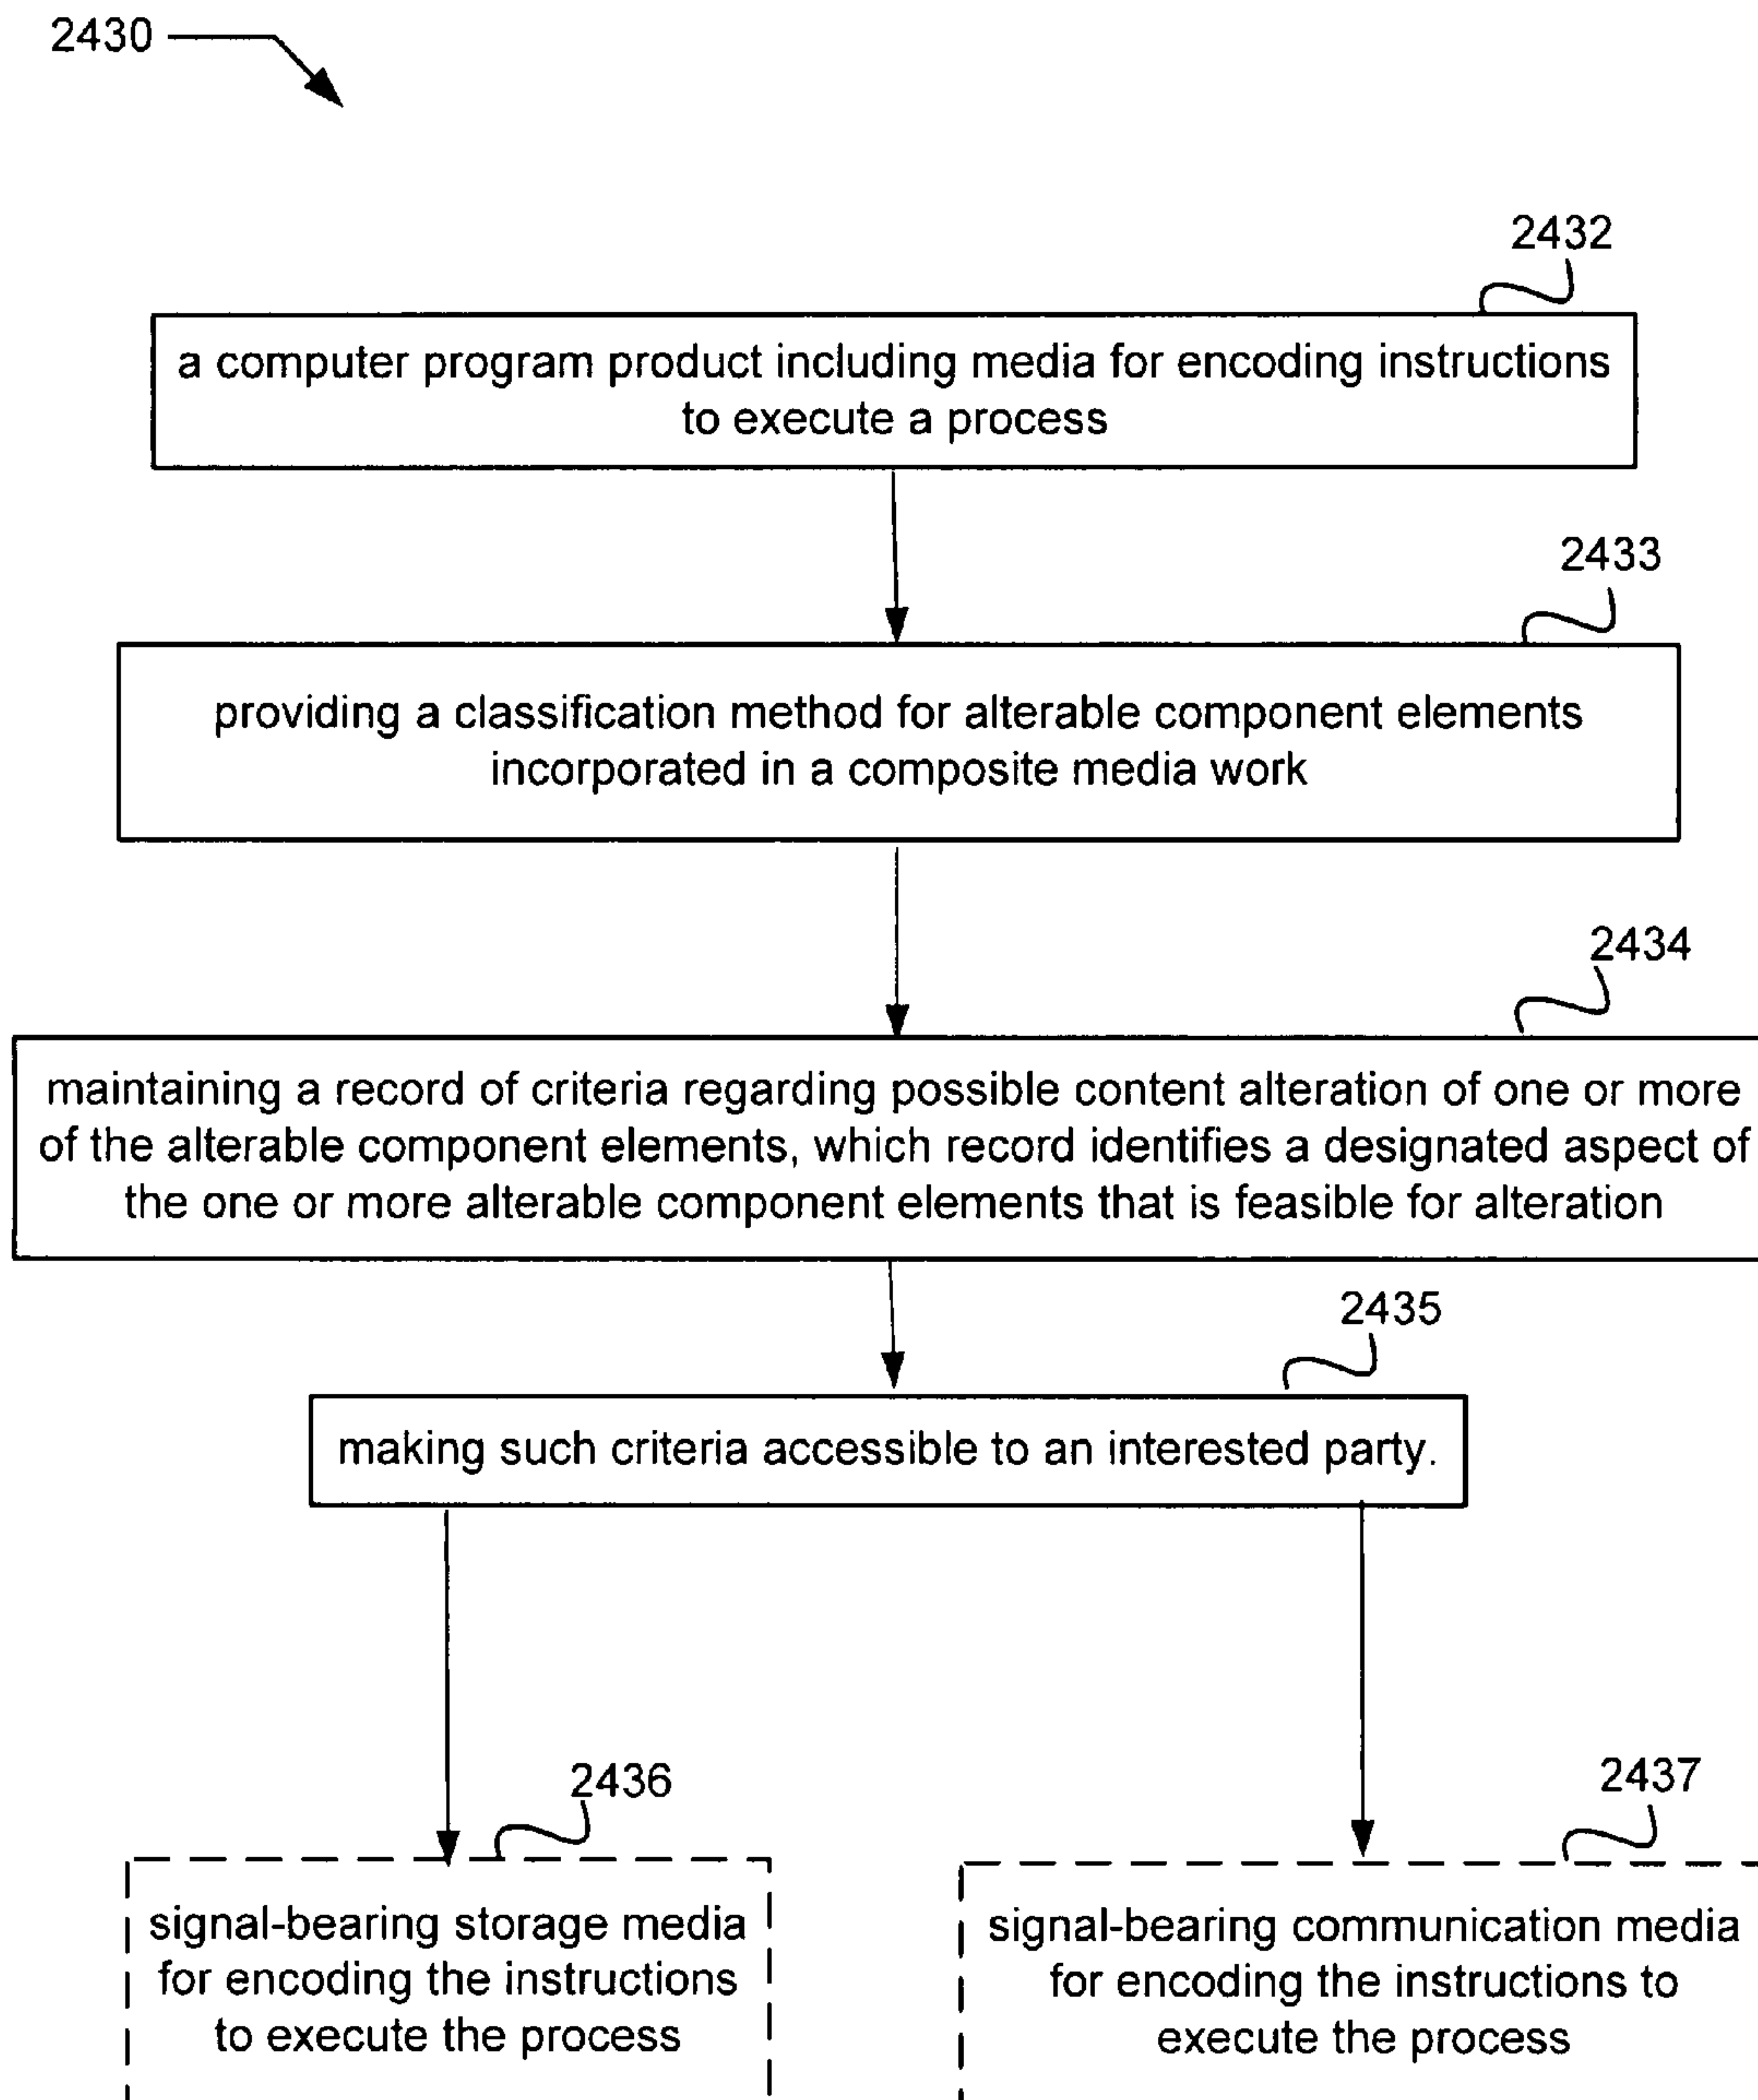 2430
2432
a computer program product including media for encoding instructions
to execute a process
2433
providing a classification method for alterable component elements
incorporated in a composite media work
2434
maintaining a record of criteria regarding possible content alteration of one or more
of the alterable component elements, which record identifies a designated aspect of
the one or more alterable component elements that is feasible for alteration
2435
making such criteria accessible to an interested party.
2436
signal-bearing storage media
for encoding the instructions
to execute the process
2437
signal-bearing communication media
for encoding the instructions to
execute the process